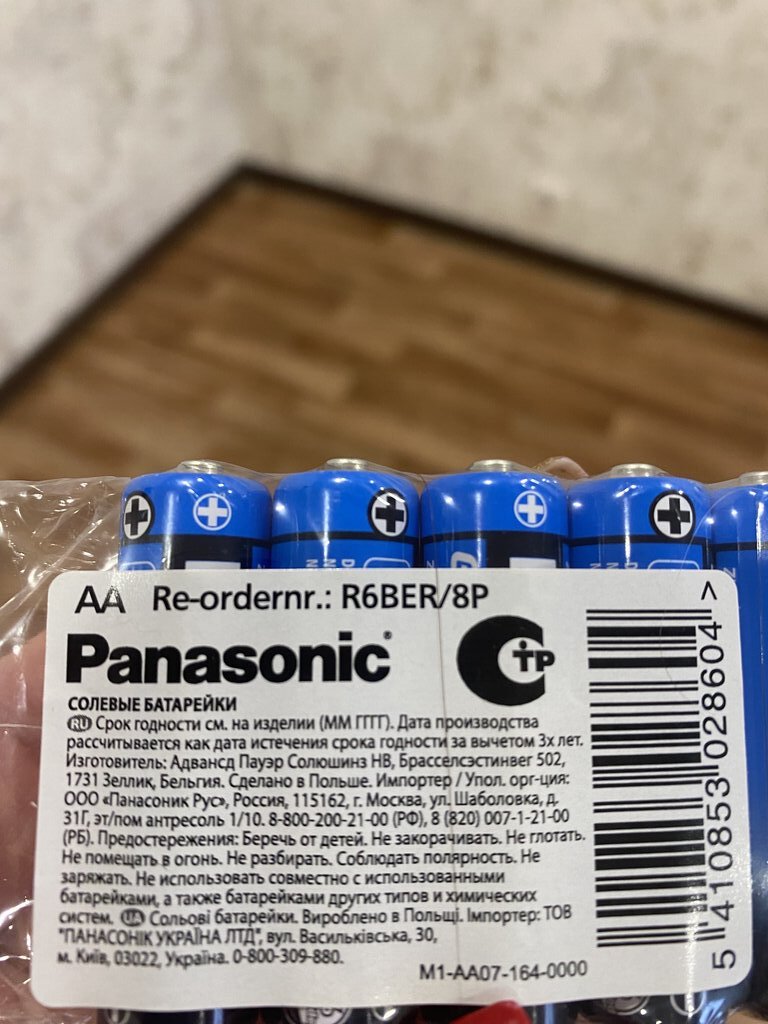 AA Re-ordernr.: R6BER/8P
Panasonic®
СТР
СОЛЕВЫЕ БАТАРЕЙКИ
RU Срок годности см. на изделии (ММ ГГГГ). Дата производства
рассчитывается как дата истечения срока годности за вычетом 3х лет.
Изготовитель: Адвансд Пауэр Солюшинз НВ, Брасселсэстинвег 502,
1731 Зеллик, Бельгия. Сделано в Польше. Импортер / Упол. орг-ция:
ООО «Панасоник Рус», Россия, 115162, г. Москва, ул. Шаболовка, д.
31Г, эт/пом антресоль 1/10. 8-800-200-21-00 (РФ), 8 (820) 007-1-21-00
(РБ). Предостережения: Беречь от детей. Не закорачивать. Не глотать.
Не помещать в огонь. Не разбирать. Соблюдать полярность. Не
заряжать. Не использовать совместно с использованными
батарейками, а также батарейками других типов и химических
систем. UA Сольові батарейки. Вироблено в Польщі. Імпортер: ТОВ
"ПАНАСОНІК УКРАЇНА ЛТД", вул. Васильківська, 30,
м. Київ, 03022, Україна. 0-800-309-880.
M1-AA07-164-0000
5 410853 028604 >